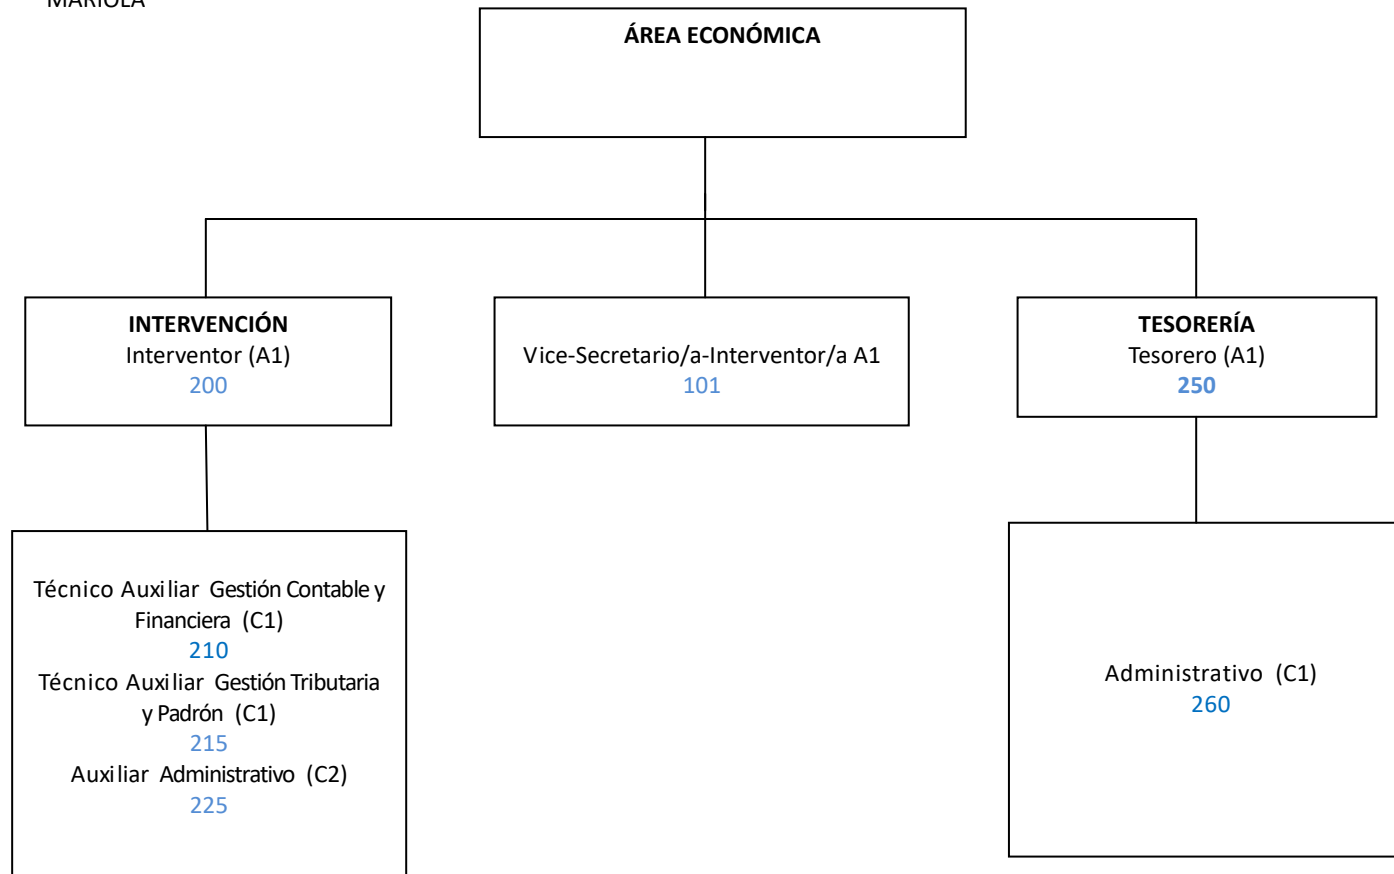 MARIOLA
ÁREA ECONÓMICA
INTERVENCIÓN
Interventor (A1)
200
Vice-Secretario/a-Interventor/a A1
101
TESORERÍA
Tesorero (A1)
250
Técnico Auxiliar Gestión Contable y
Financiera (C1)
210
Técnico Auxiliar Gestión Tributaria
y Padrón (C1)
215
Auxiliar Administrativo (C2)
225
Administrativo (C1)
260